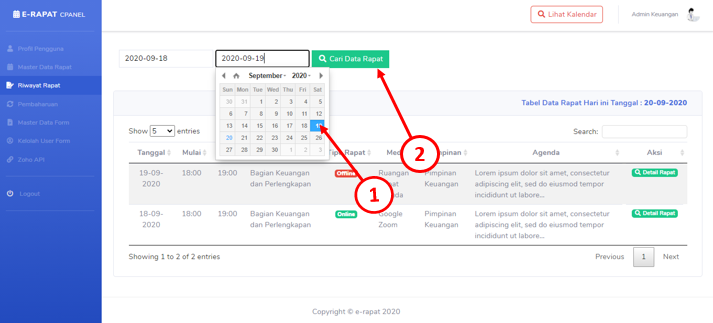 E-RAPAT CPANEL
Lihat Kalendar
Admin Keuangan
Profil Pengguna
Master Data Rapat
Riwayat Rapat
Pembaharuan
Master Data Form
Kelolah User Form
Zoho API
Logout
2020-09-18
2020-09-19
Cari Data Rapat
September 2020
Sun Mon Tue Wed Thu Fri Sat
30 31 1 2 3 4 5
6 7 8 9 10 11 12
13 14 15 16 17 18 19
20 21 22 23 24 25 26
27 28 29 30 1 2 3
1
2
Tabel Data Rapat Hari ini Tanggal : 20-09-2020
Show 5 entries
Search:
Tanggal Mulai Tipe Rapat Pimpinan Agenda Aksi
19-09-2020 18:00 19:00 Bagian Keuangan dan Perlengkapan Offline Ruangan Pimpinan Keuangan Lorem ipsum dolor sit amet, consectetur adipiscing elit, sed do eiusmod tempor incididunt ut labore... Detail Rapat
18-09-2020 18:00 19:00 Bagian Keuangan dan Perlengkapan Online Google Zoom Pimpinan Keuangan Lorem ipsum dolor sit amet, consectetur adipiscing elit, sed do eiusmod tempor incididunt ut labore... Detail Rapat
Showing 1 to 2 of 2 entries
Previous 1 Next
Copyright © e-rapat 2020